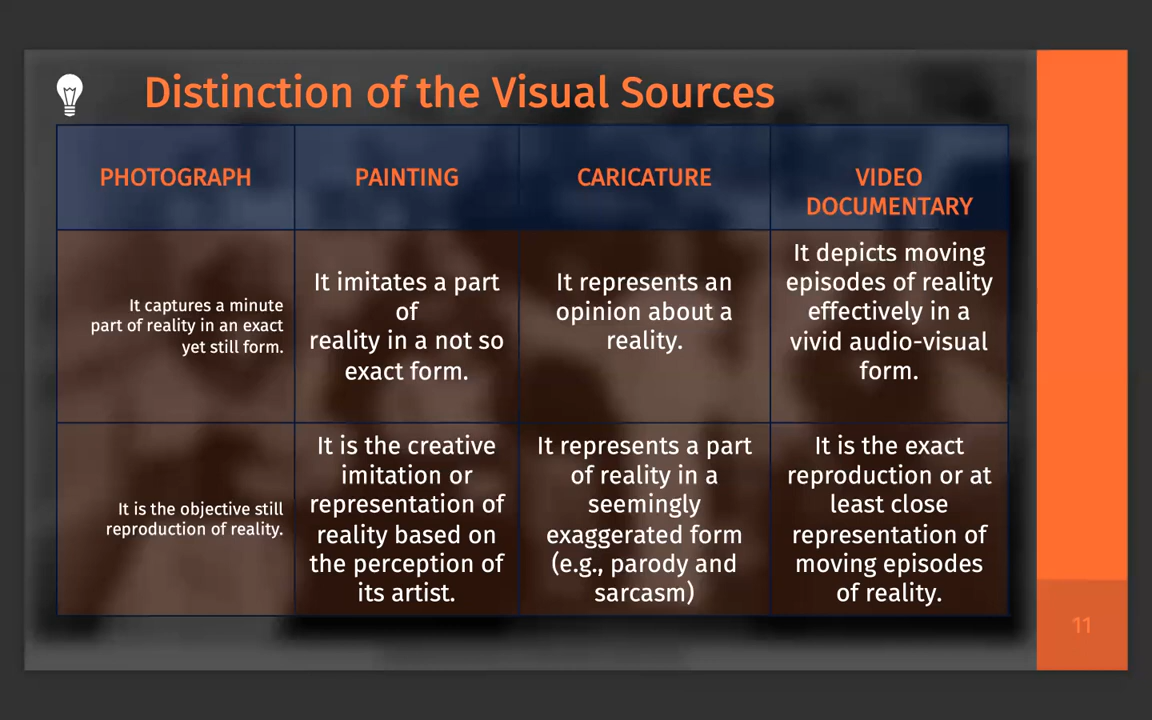 Distinction of the Visual Sources
PHOTOGRAPH
PAINTING
CARICATURE
VIDEO
DOCUMENTARY
It captures a minute
part of reality in an exact
yet still form.
It imitates a part
of
reality in a not so
exact form.
It represents an
opinion about a
reality.
It depicts moving
episodes of reality
effectively in a
vivid audio-visual
form.
It is the objective still
reproduction of reality.
It is the creative
imitation or
representation of
reality based on
the perception of
its artist.
It represents a part
of reality in a
seemingly
exaggerated form
(e.g., parody and
sarcasm)
It is the exact
reproduction or at
least close
representation of
moving episodes
of reality.
11